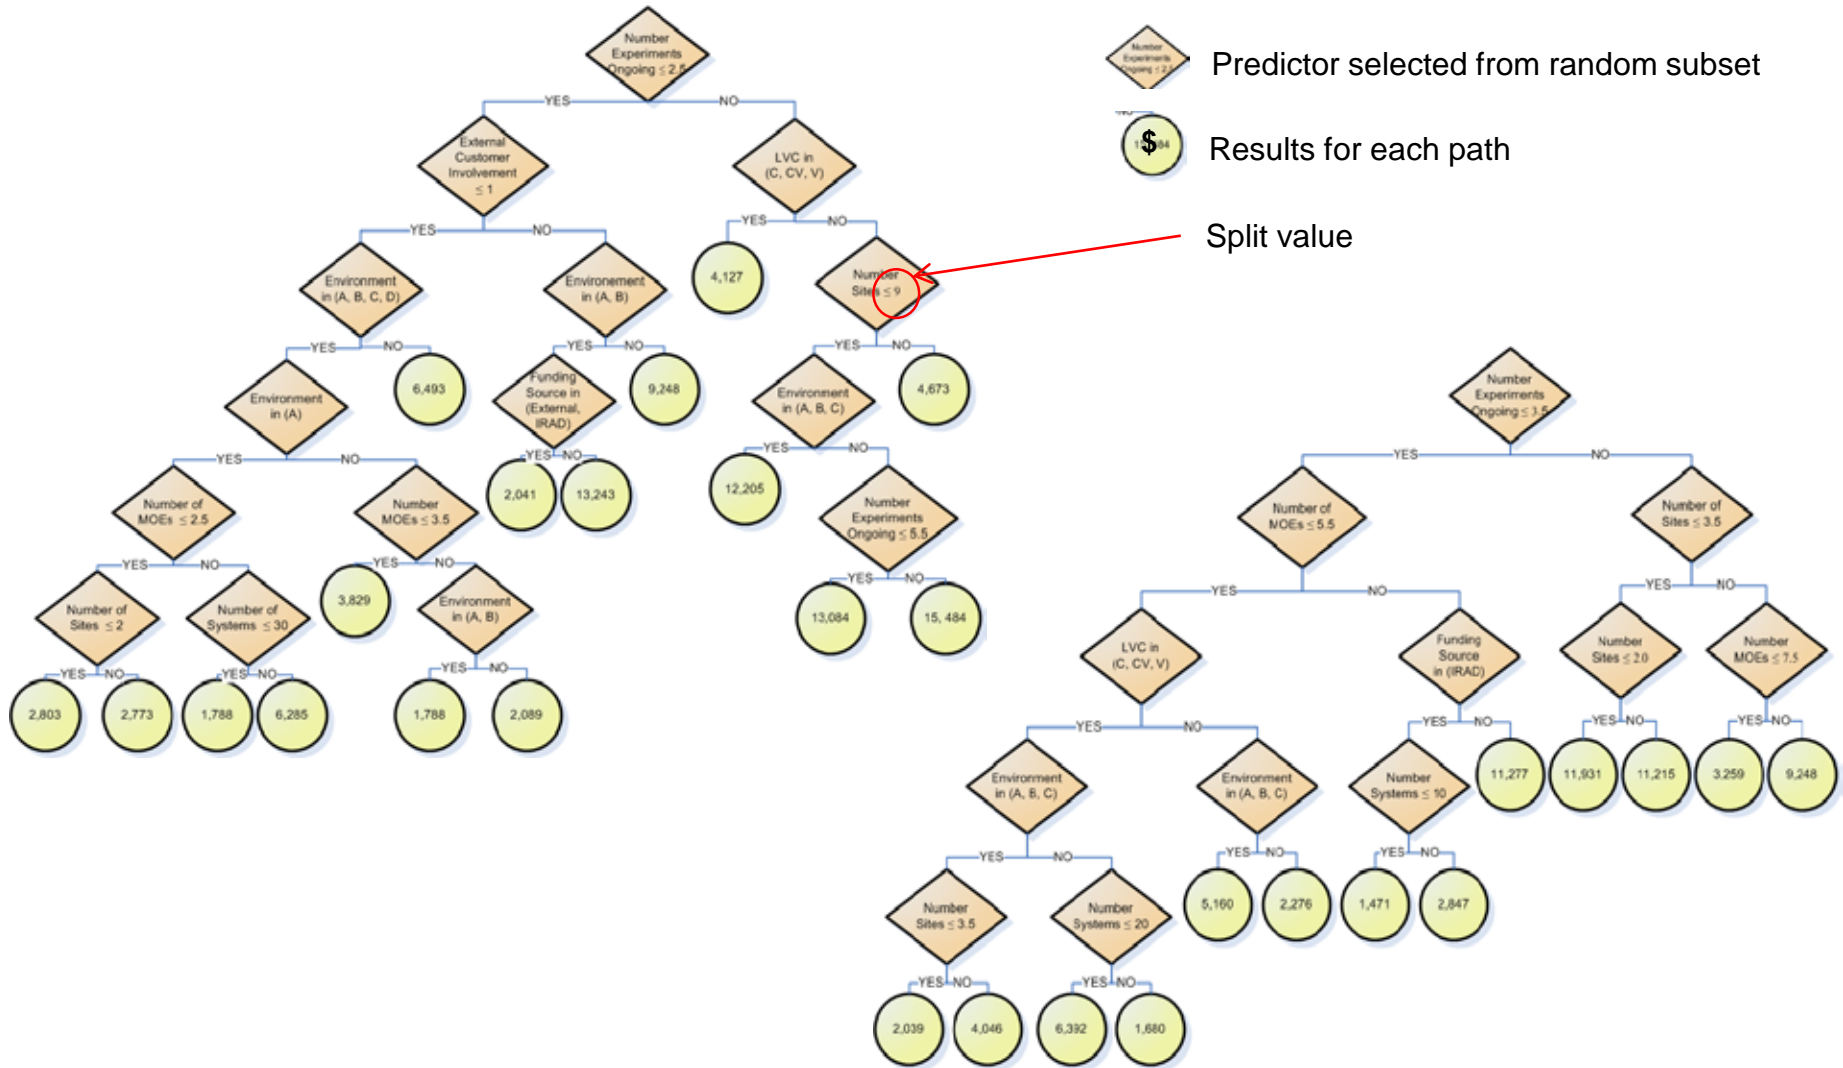 Number
Experiments
Ongoing ≤ 2.5
YES
NO
External
Customer
Involvement
≤ 1
LVC in
(C, CV, V)
YES
NO
YES
NO
Environment
in (A, B, C, D)
Environement
in (A, B)
4,127
Number
Sites ≤ 9
YES
NO
YES
NO
YES
NO
Environment
in (A)
6,493
Funding
Source in
(External,
IRAD)
9,248
Environment
in (A, B, C)
4,673
YES
NO
YES
NO
YES
NO
Number of
MOEs ≤ 2.5
Number
MOEs ≤ 3.5
2,041
13,243
12,205
Number
Experiments
Ongoing ≤ 5.5
YES
NO
YES
NO
YES
NO
Number of
Sites ≤ 2
Number of
Systems ≤ 30
3,829
Environment
in (A, B)
13,084
15, 484
YES
NO
YES
NO
YES
NO
2,803
2,773
1,788
6,285
1,788
2,089
Number
Experiments
Ongoing ≤ 2.5
Predictor selected from random subset
NO
$
84
Results for each path
Split value
Number
Experiments
Ongoing ≤ 3.5
YES
NO
Number of
MOEs ≤ 5.5
Number of
Sites ≤ 3.5
YES
NO
YES
NO
LVC in
(C, CV, V)
Funding
Source
in (IRAD)
Number
Sites ≤ 2.0
Number
MOEs ≤ 7.5
YES
NO
YES
NO
YES
NO
YES
NO
Environment
in (A, B, C)
Environment
in (A, B, C)
Number
Systems ≤ 10
11,277
11,931
11,215
3,259
9,248
YES
NO
YES
NO
YES
NO
Number
Sites ≤ 3.5
Number
Systems ≤ 20
5,160
2,276
1,471
2,847
YES
NO
YES
NO
2,039
4,046
6,392
1,680